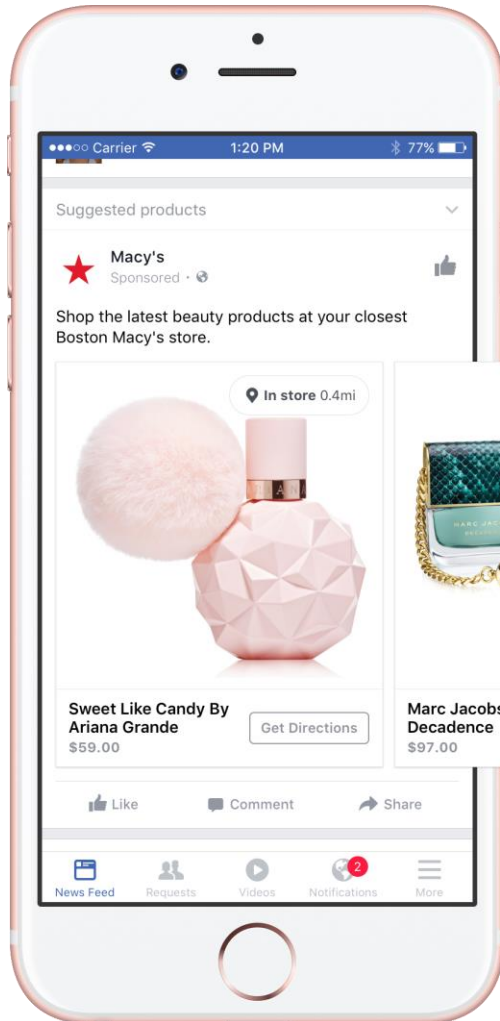 ●●●○○ Carrier 1:20 PM 77%
Suggested products
Macy's
Sponsored ·
Shop the latest beauty products at your closest
Boston Macy's store.
In store 0.4mi
Sweet Like Candy By
Ariana Grande
$59.00
Get Directions
MARC JAC
Marc Jacobs
Decadence
$97.00
Like Comment Share
2
News Feed Requests Videos Notifications More